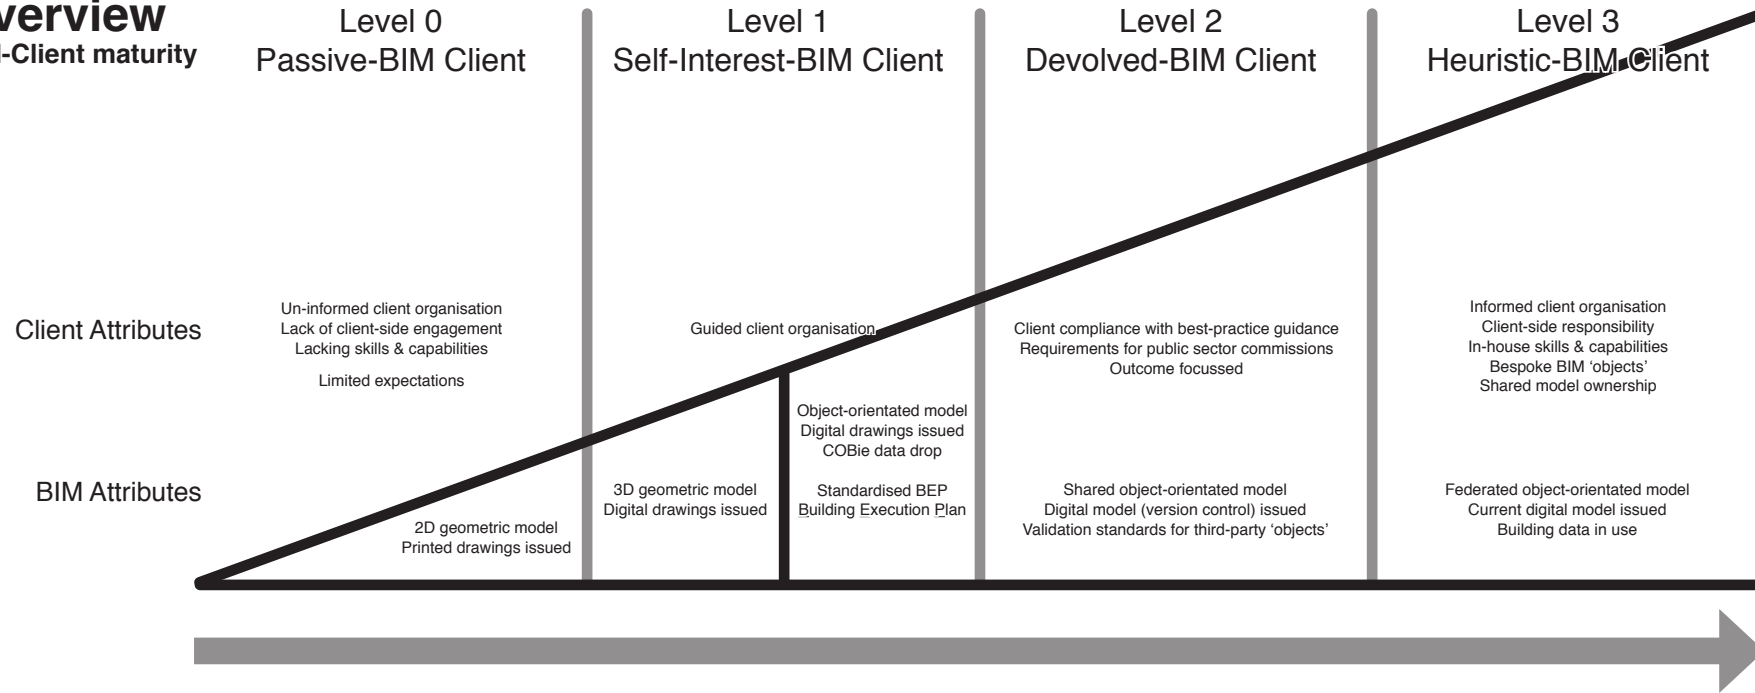 verview
l-Client maturity
Level 0
Passive-BIM Client
Level 1
Self-Interest-BIM Client
Level 2
Devolved-BIM Client
Level 3
Heuristic-BIM Client
Client Attributes
Un-informed client organisation
Lack of client-side engagement
Lacking skills & capabilities
Limited expectations
Guided client organisation
Client compliance with best-practice guidance
Requirements for public sector commissions
Outcome focussed
Informed client organisation
Client-side responsibility
In-house skills & capabilities
Bespoke BIM ‘objects’
Shared model ownership
BIM Attributes
2D geometric model
Printed drawings issued
3D geometric model
Digital drawings issued
Object-orientated model
Digital drawings issued
COBie data drop
Standardised BEP
Building Execution Plan
Shared object-orientated model
Digital model (version control) issued
Validation standards for third-party ‘objects’
Federated object-orientated model
Current digital model issued
Building data in use